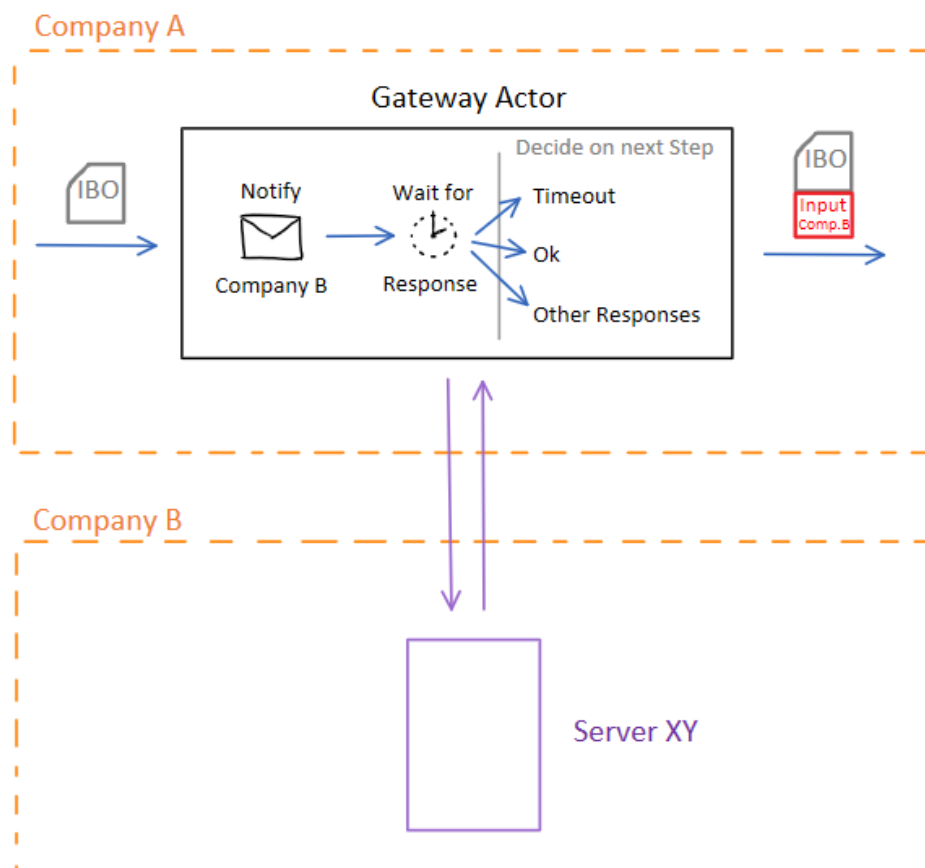 Company A
Gateway Actor
IBO
Decide on next Step
IBO
Input
Comp.B
Notify
Company B
Wait for
Response
Timeout
Ok
Other Responses
Company B
Server XY